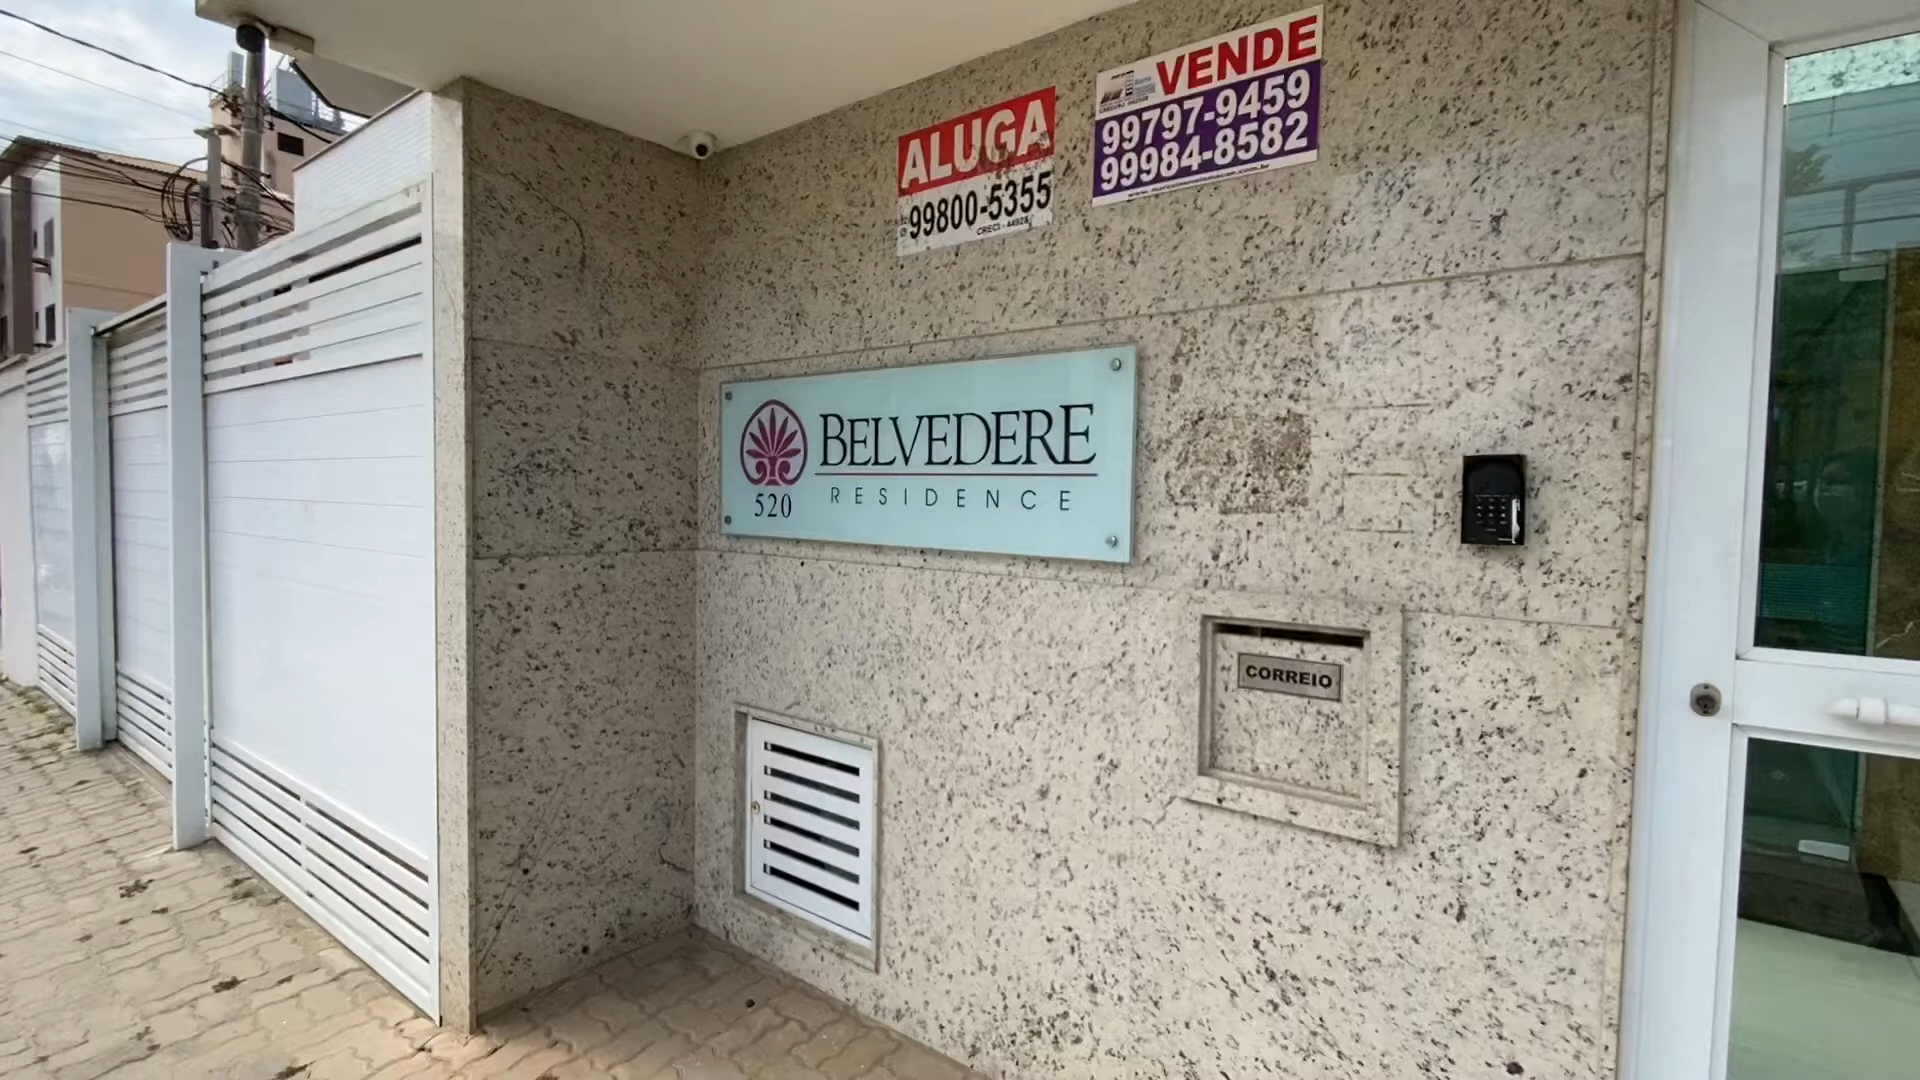 ALUGA
99800-5355
VENDE
99797-9459
99984-8582
BELVEDERE
520
RESIDENCE
CORREIO